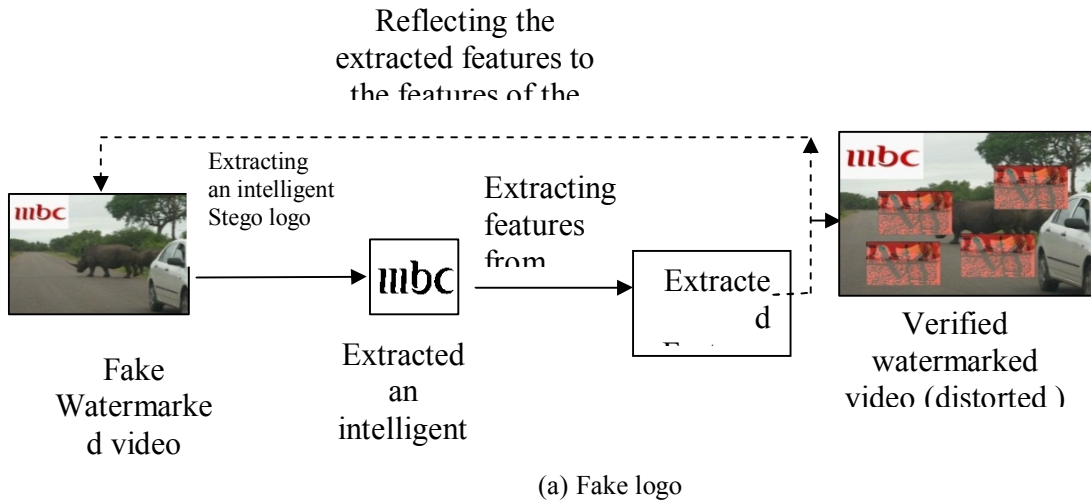 Reflecting the
extracted features to
the features of the
Extracting
an intelligent
Stego logo
Extracting
features
from
mbc
mbc
mbc
Extracte
d
Fake
Watermarke
d video
Extracted
an
intelligent
Verified
watermarked
video (distorted )
(a) Fake logo